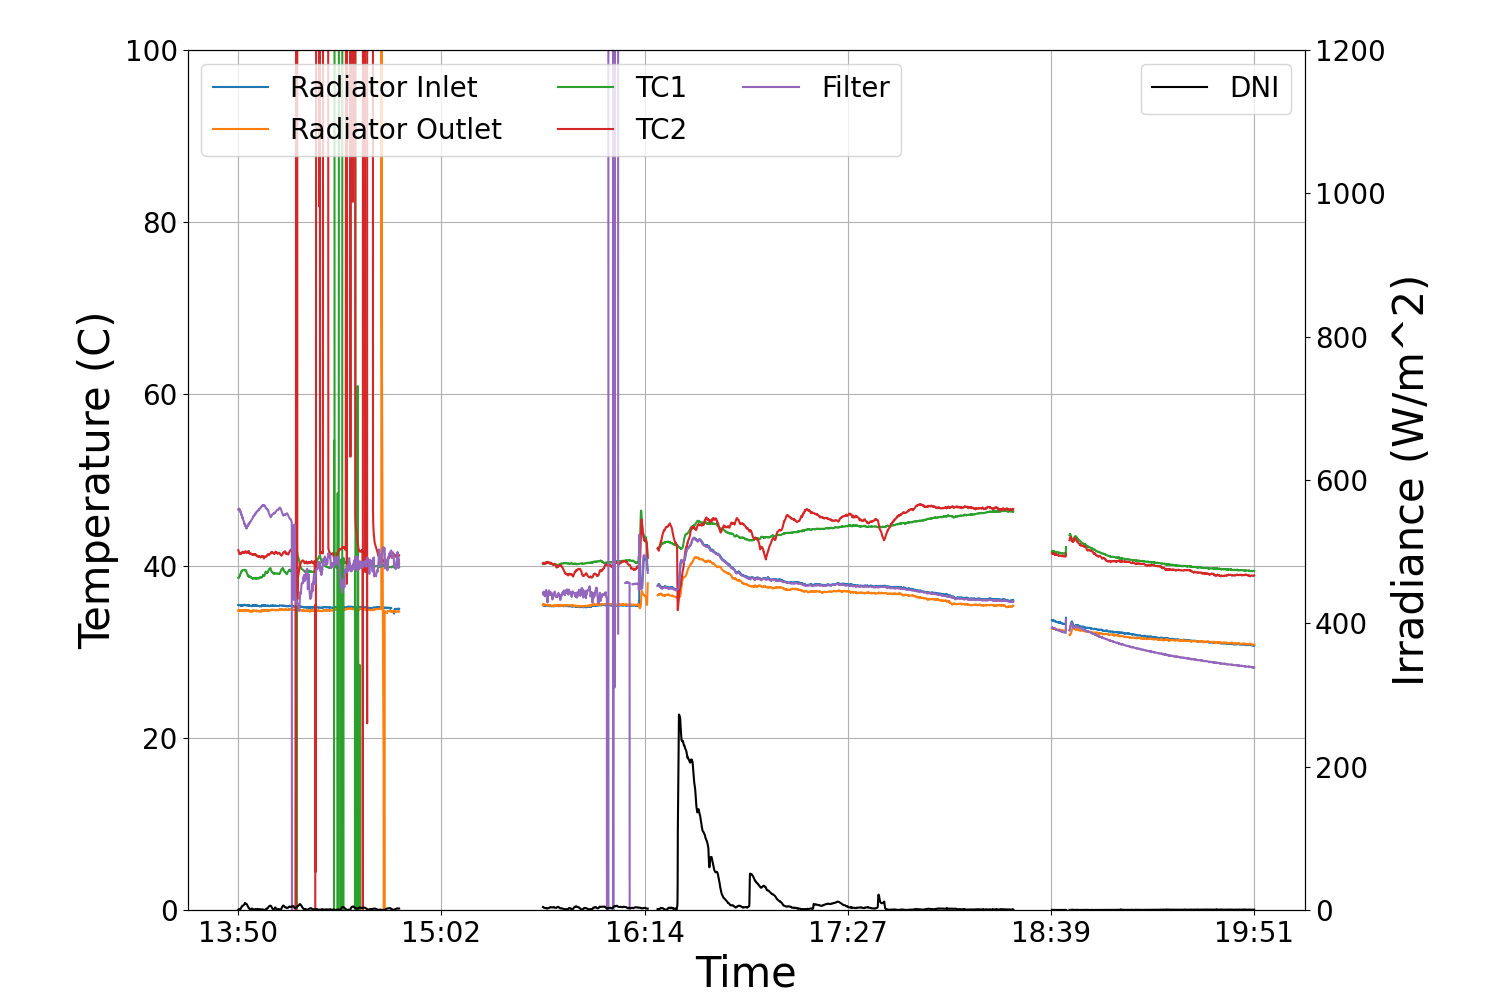 Radiator Inlet
Radiator Outlet
TC1
TC2
Filter
DNI
Temperature (C)
100
80
60
40
20
0
Irradiance (W/m^2)
1200
1000
800
600
400
200
0
13:50 15:02 16:14 17:27 18:39 19:51
Time